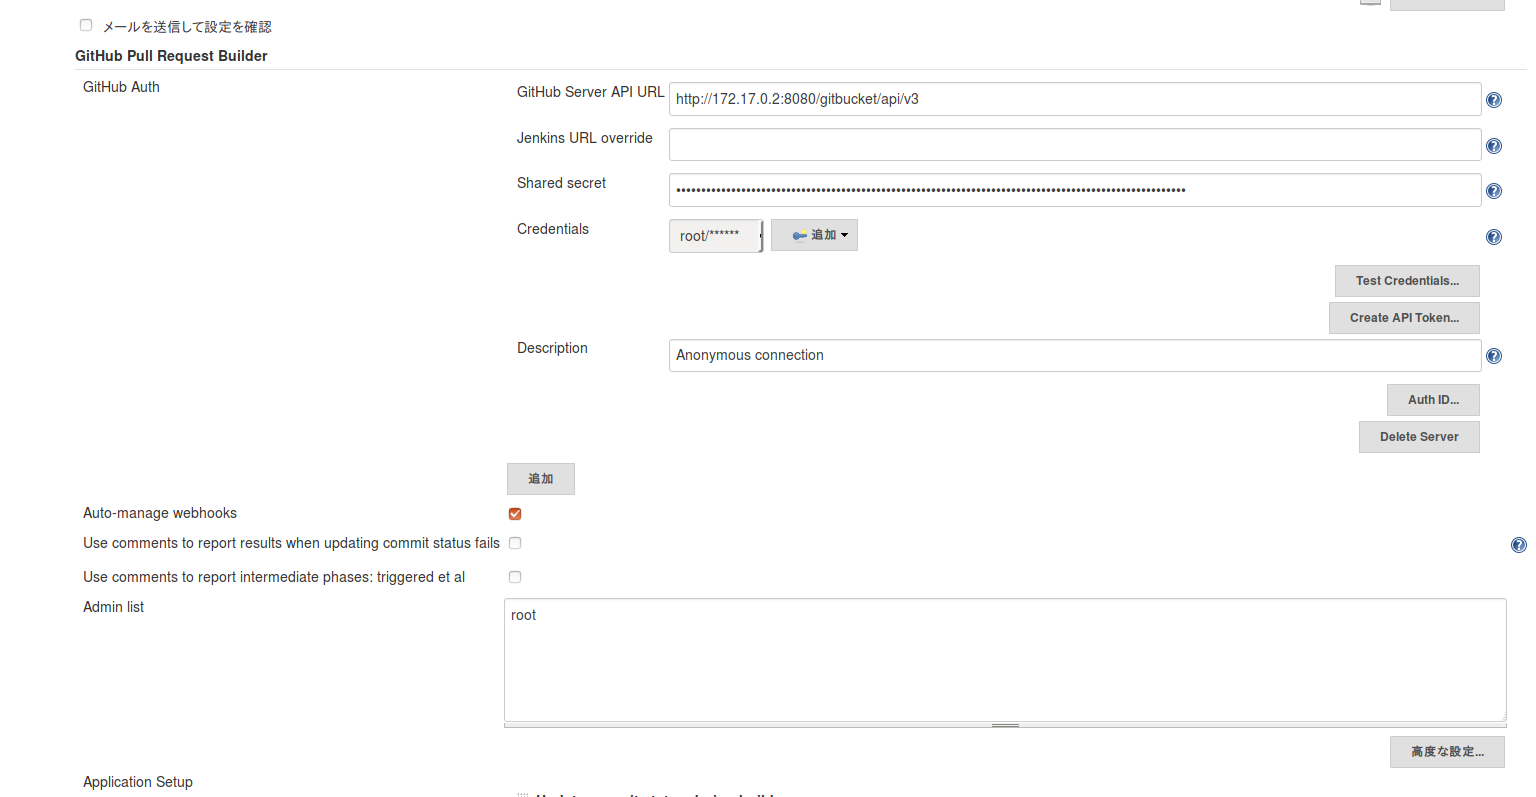 メールを送信して設定を確認
GitHub Pull Request Builder
GitHub Auth
GitHub Server API URL
http://172.17.0.2:8080/gitbucket/api/v3
Jenkins URL override
Shared secret
••••••••••••••••••••••••••••••••••••••••••••••••••••••••••••••••••••••••••••••••••••••••••••••••••••••
Credentials
root/******
追加
Test Credentials...
Create API Token...
Description
Anonymous connection
Auth ID...
Delete Server
追加
Auto-manage webhooks
Use comments to report results when updating commit status fails
Use comments to report intermediate phases: triggered et al
Admin list
root
高度な設定...
Application Setup